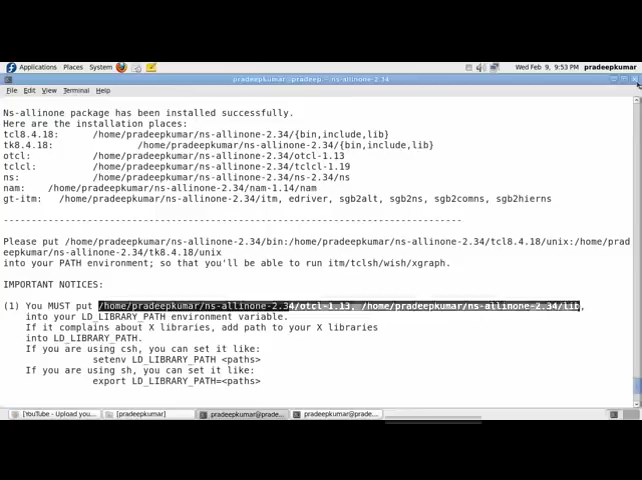 Applications Places System Wed Feb 9, 9:53 PM pradeepkumar
File Edit View Terminal Help
Ns-allinone package has been installed successfully.
Here are the installation places:
tcl8.4.18: /home/pradeepkumar/ns-allinone-2.34/{bin,include,lib}
tk8.4.18: /home/pradeepkumar/ns-allinone-2.34/{bin,include,lib}
otcl: /home/pradeepkumar/ns-allinone-2.34/otcl-1.13
tclcl: /home/pradeepkumar/ns-allinone-2.34/tclcl-1.19
ns: /home/pradeepkumar/ns-allinone-2.34/ns-2.34/ns
nam: /home/pradeepkumar/ns-allinone-2.34/nam-1.14/nam
gt-itm: /home/pradeepkumar/ns-allinone-2.34/itm, edriver, sgb2alt, sgb2ns, sgb2comns, sgb2hierns
----------------------------------------------------------------------------------
Please put /home/pradeepkumar/ns-allinone-2.34/bin:/home/pradeepkumar/ns-allinone-2.34/tcl8.4.18/unix:/home/prad
eepkumar/ns-allinone-2.34/tk8.4.18/unix
into your PATH environment; so that you'll be able to run itm/tclsh/wish/xgraph.
IMPORTANT NOTICES:
(1) You MUST put /home/pradeepkumar/ns-allinone-2.34/otcl-1.13, /home/pradeepkumar/ns-allinone-2.34/lib,
into your LD_LIBRARY_PATH environment variable.
If it complains about X libraries, add path to your X libraries
into LD_LIBRARY_PATH.
If you are using csh, you can set it like:
setenv LD_LIBRARY_PATH <paths>
If you are using sh, you can set it like:
export LD_LIBRARY_PATH=<paths>
[YouTube - Upload you... [pradeepkumar] pradeepkumar@prade... pradeepkumar@prade...